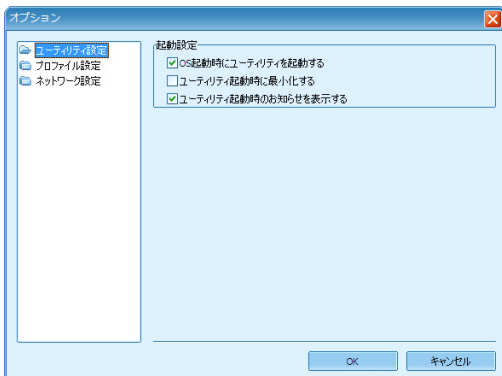 オプション
ユーティリティ設定
プロファイル設定
ネットワーク設定
起動設定
OS起動時にユーティリティを起動する
ユーティリティ起動時に最小化する
ユーティリティ起動時のお知らせを表示する
OK
キャンセル